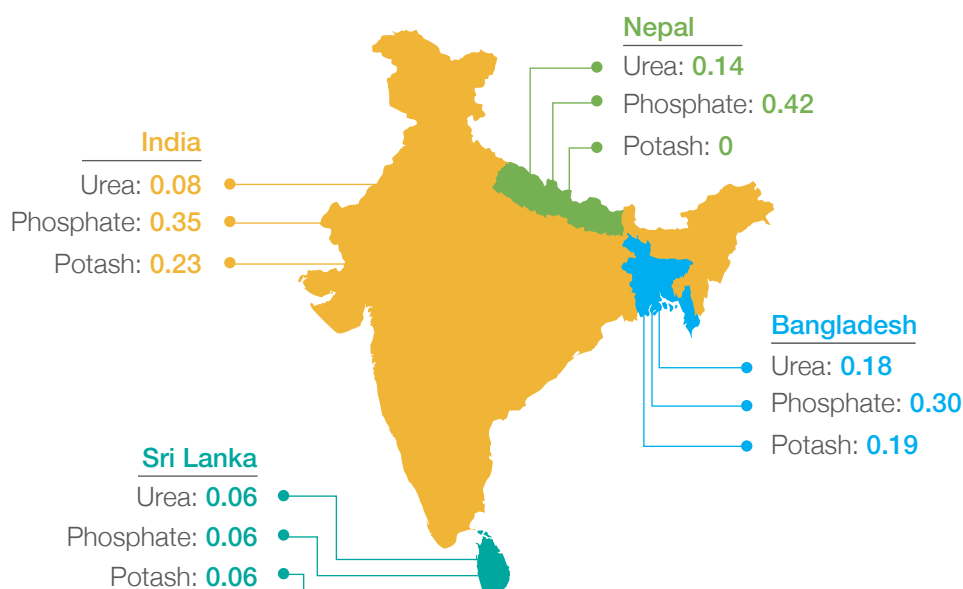 Nepal
Urea: 0.14
Phosphate: 0.42
Potash: 0
India
Urea: 0.08
Phosphate: 0.35
Potash: 0.23
Bangladesh
Urea: 0.18
Phosphate: 0.30
Potash: 0.19
Sri Lanka
Urea: 0.06
Phosphate: 0.06
Potash: 0.06